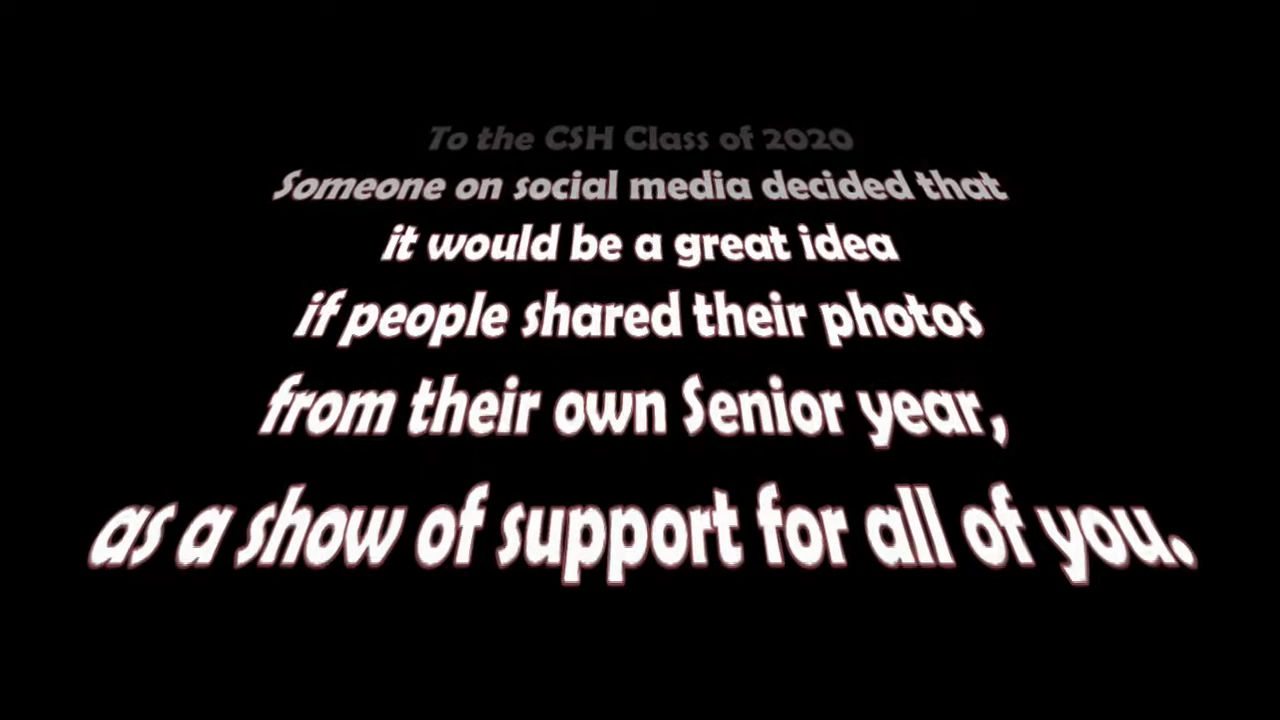 To the CSH Class of 2020
Someone on social media decided that
it would be a great idea
if people shared their photos
from their own Senior year,
as a show of support for all of you.